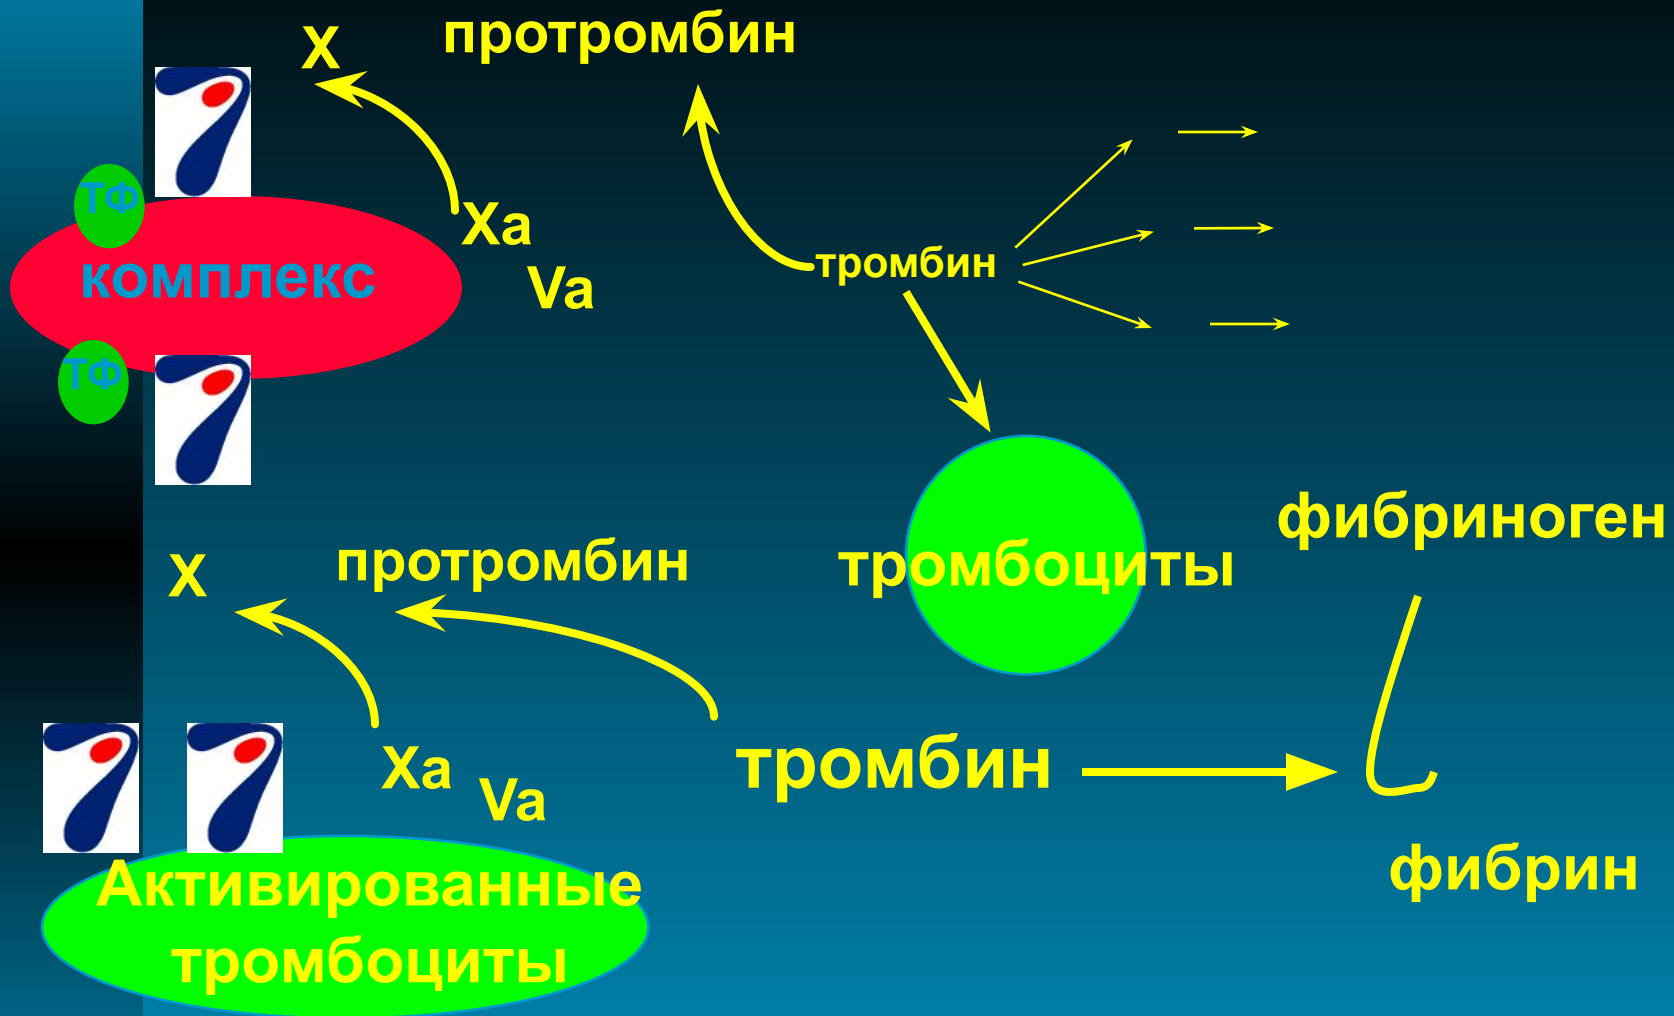 X
протромбин
ТФ
Xa
комплекс
Va
тромбин
ТФ
фибриноген
X
протромбин
тромбоциты
тромбин
Xa
Va
Активированные
тромбоциты
фибрин